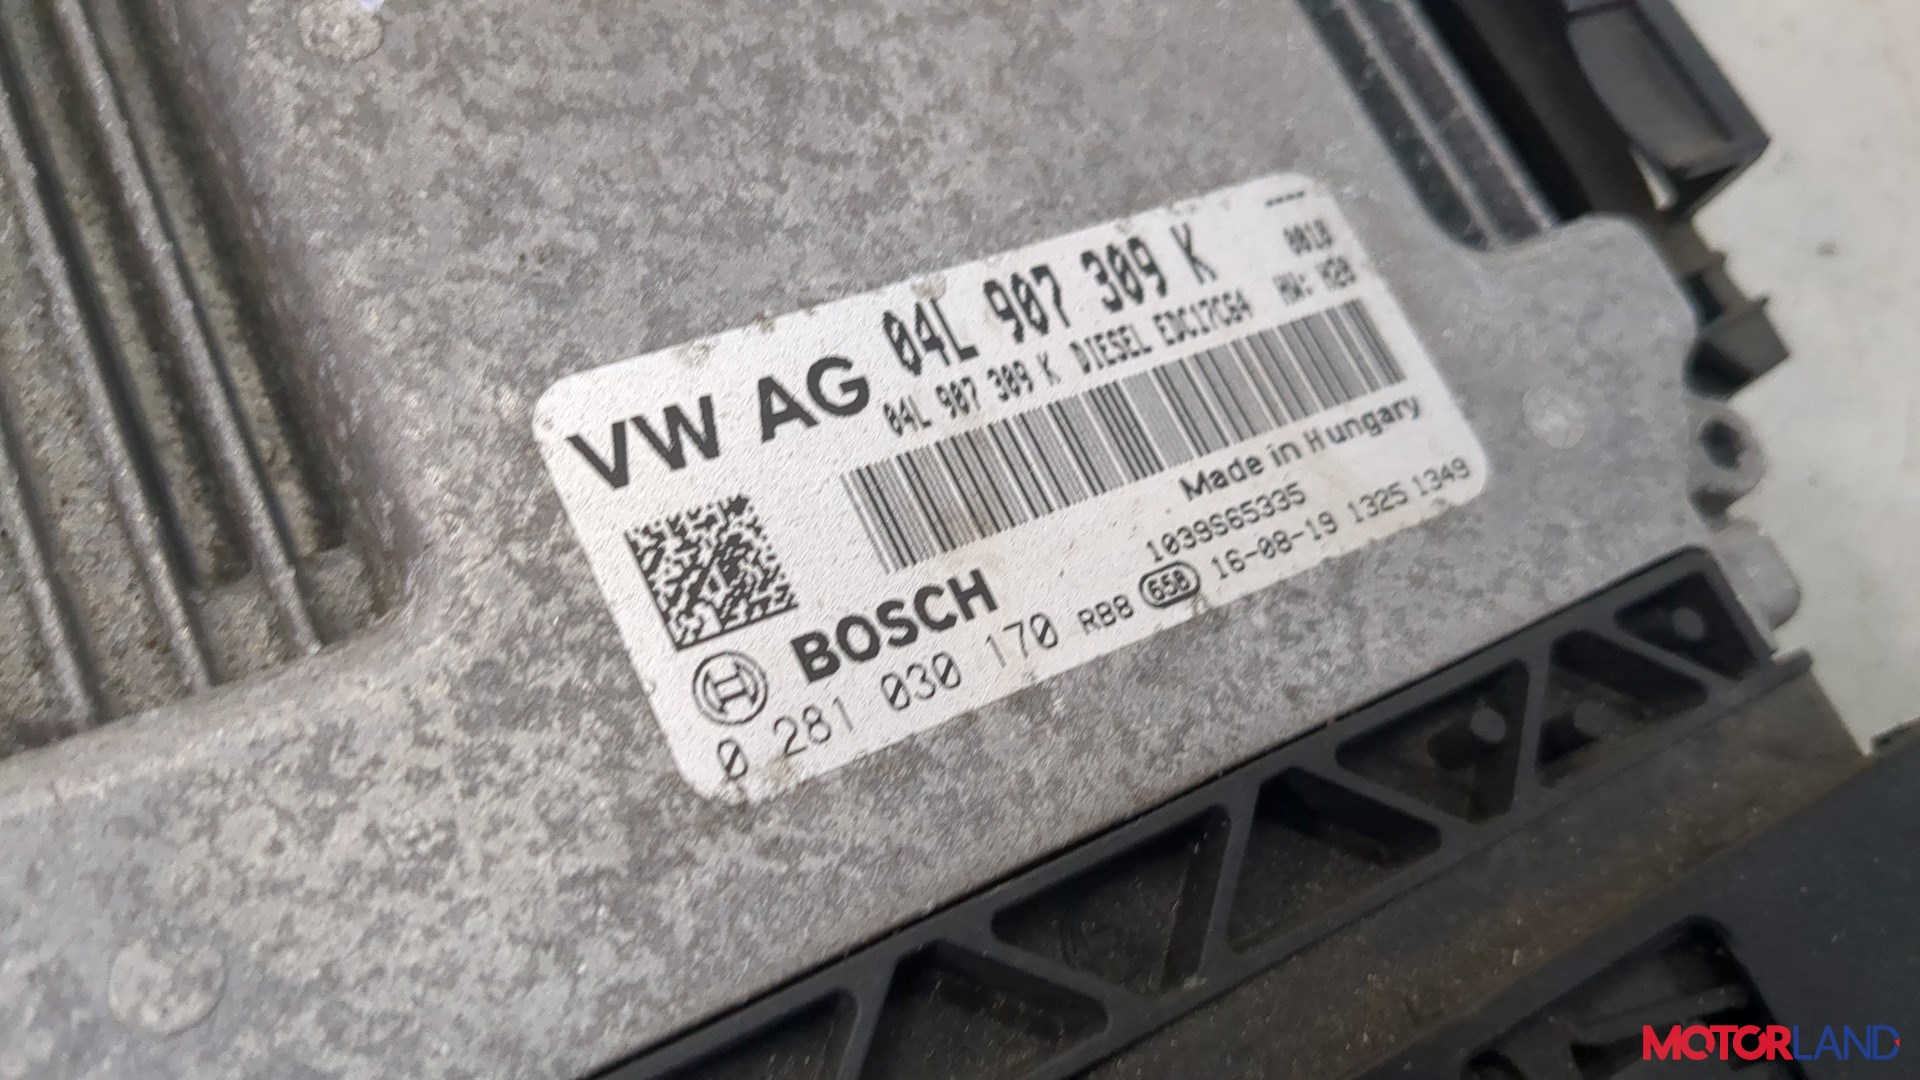 VW AG 04L 907 309 K
04L 907 309 K DIESEL EDC17C64
HW: H20
Made in Hungary
1039S65335
BOSCH
0 281 030 170 RB8 658 16-08-19 1325 1349
MOTORLAND